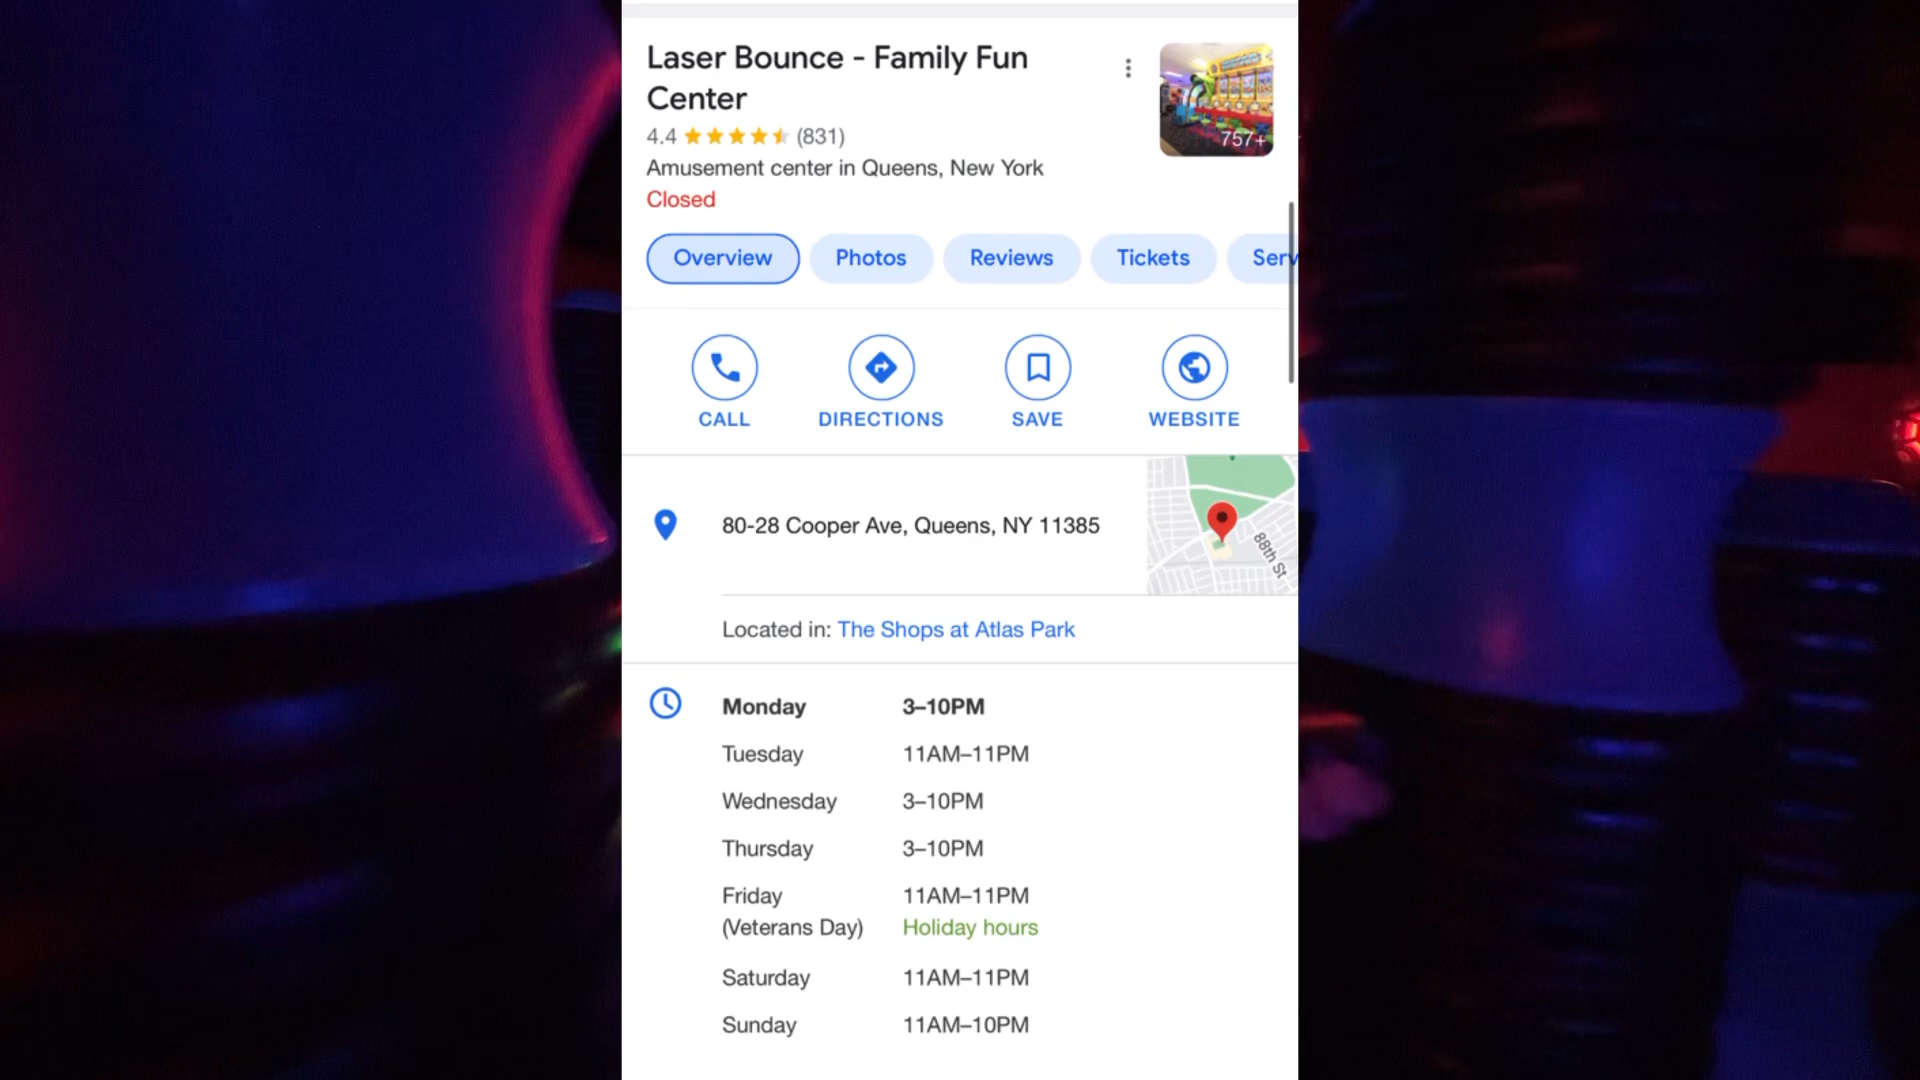 Laser Bounce - Family Fun
Center
4.4 (831)
757+
Amusement center in Queens, New York
Closed
Overview Photos Reviews Tickets Serv
CALL DIRECTIONS SAVE WEBSITE
80-28 Cooper Ave, Queens, NY 11385
88th St
Located in: The Shops at Atlas Park
Monday 3–10PM
Tuesday 11AM–11PM
Wednesday 3–10PM
Thursday 3–10PM
Friday 11AM–11PM
(Veterans Day) Holiday hours
Saturday 11AM–11PM
Sunday 11AM–10PM